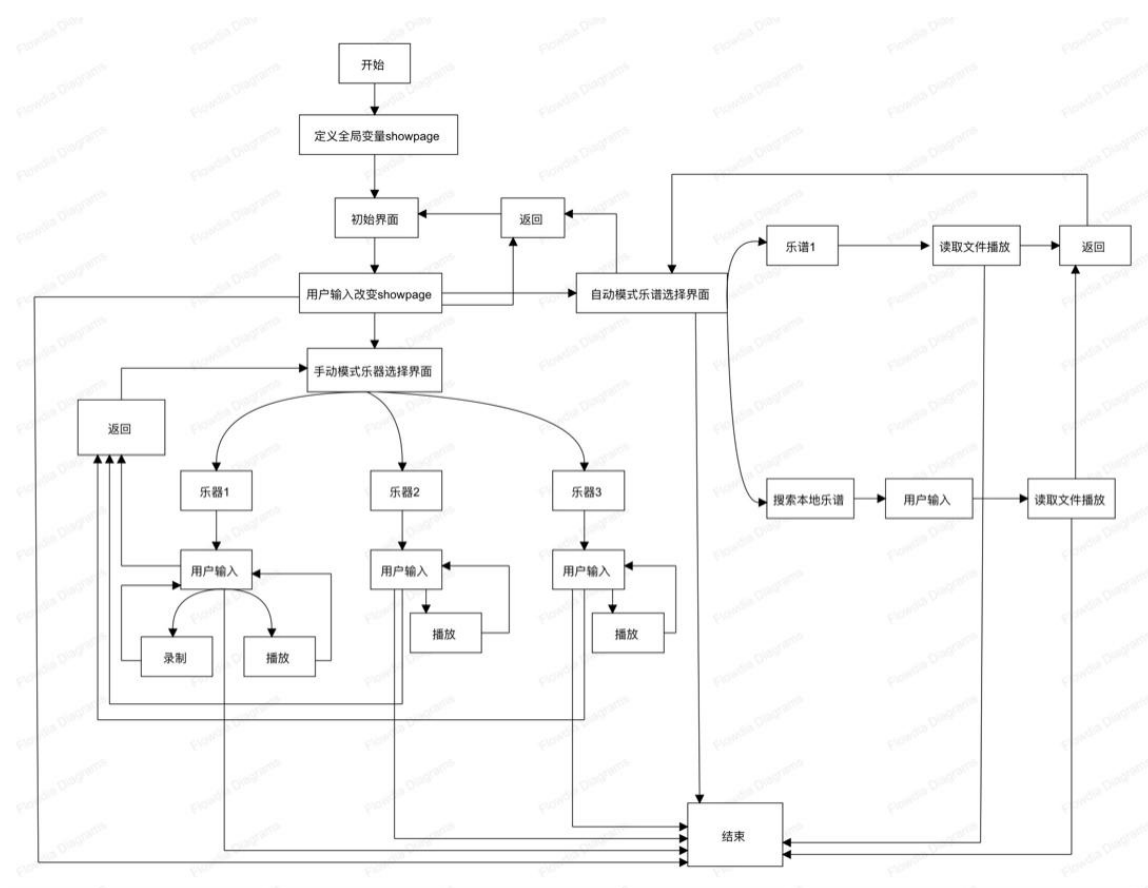 开始
定义全局变量showpage
初始界面
返回
用户输入改变showpage
自动模式乐谱选择界面
乐谱1
读取文件播放
返回
手动模式乐器选择界面
返回
乐器1
乐器2
乐器3
搜索本地乐谱
用户输入
读取文件播放
用户输入
用户输入
用户输入
录制
播放
播放
播放
结束
Flowdia Diagrams